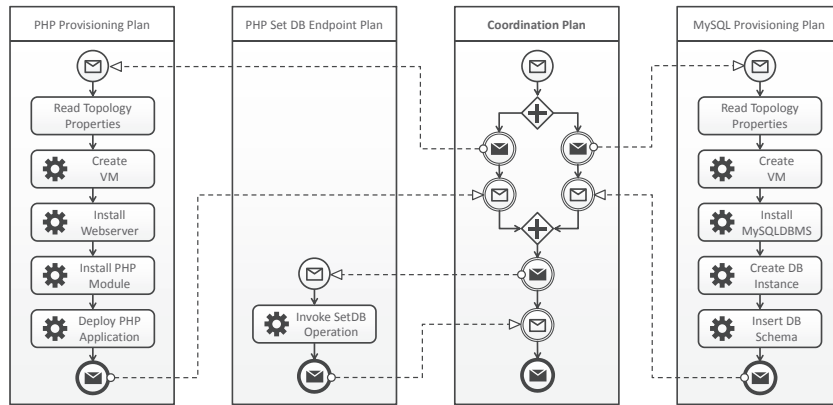 PHP Provisioning Plan
PHP Set DB Endpoint Plan
Coordination Plan
MySQL Provisioning Plan
Read Topology
Properties
Create
VM
Install
Webserver
Install PHP
Module
Deploy PHP
Application
Invoke SetDB
Operation
Read Topology
Properties
Create
VM
Install
MySQLDBMS
Create DB
Instance
Insert DB
Schema